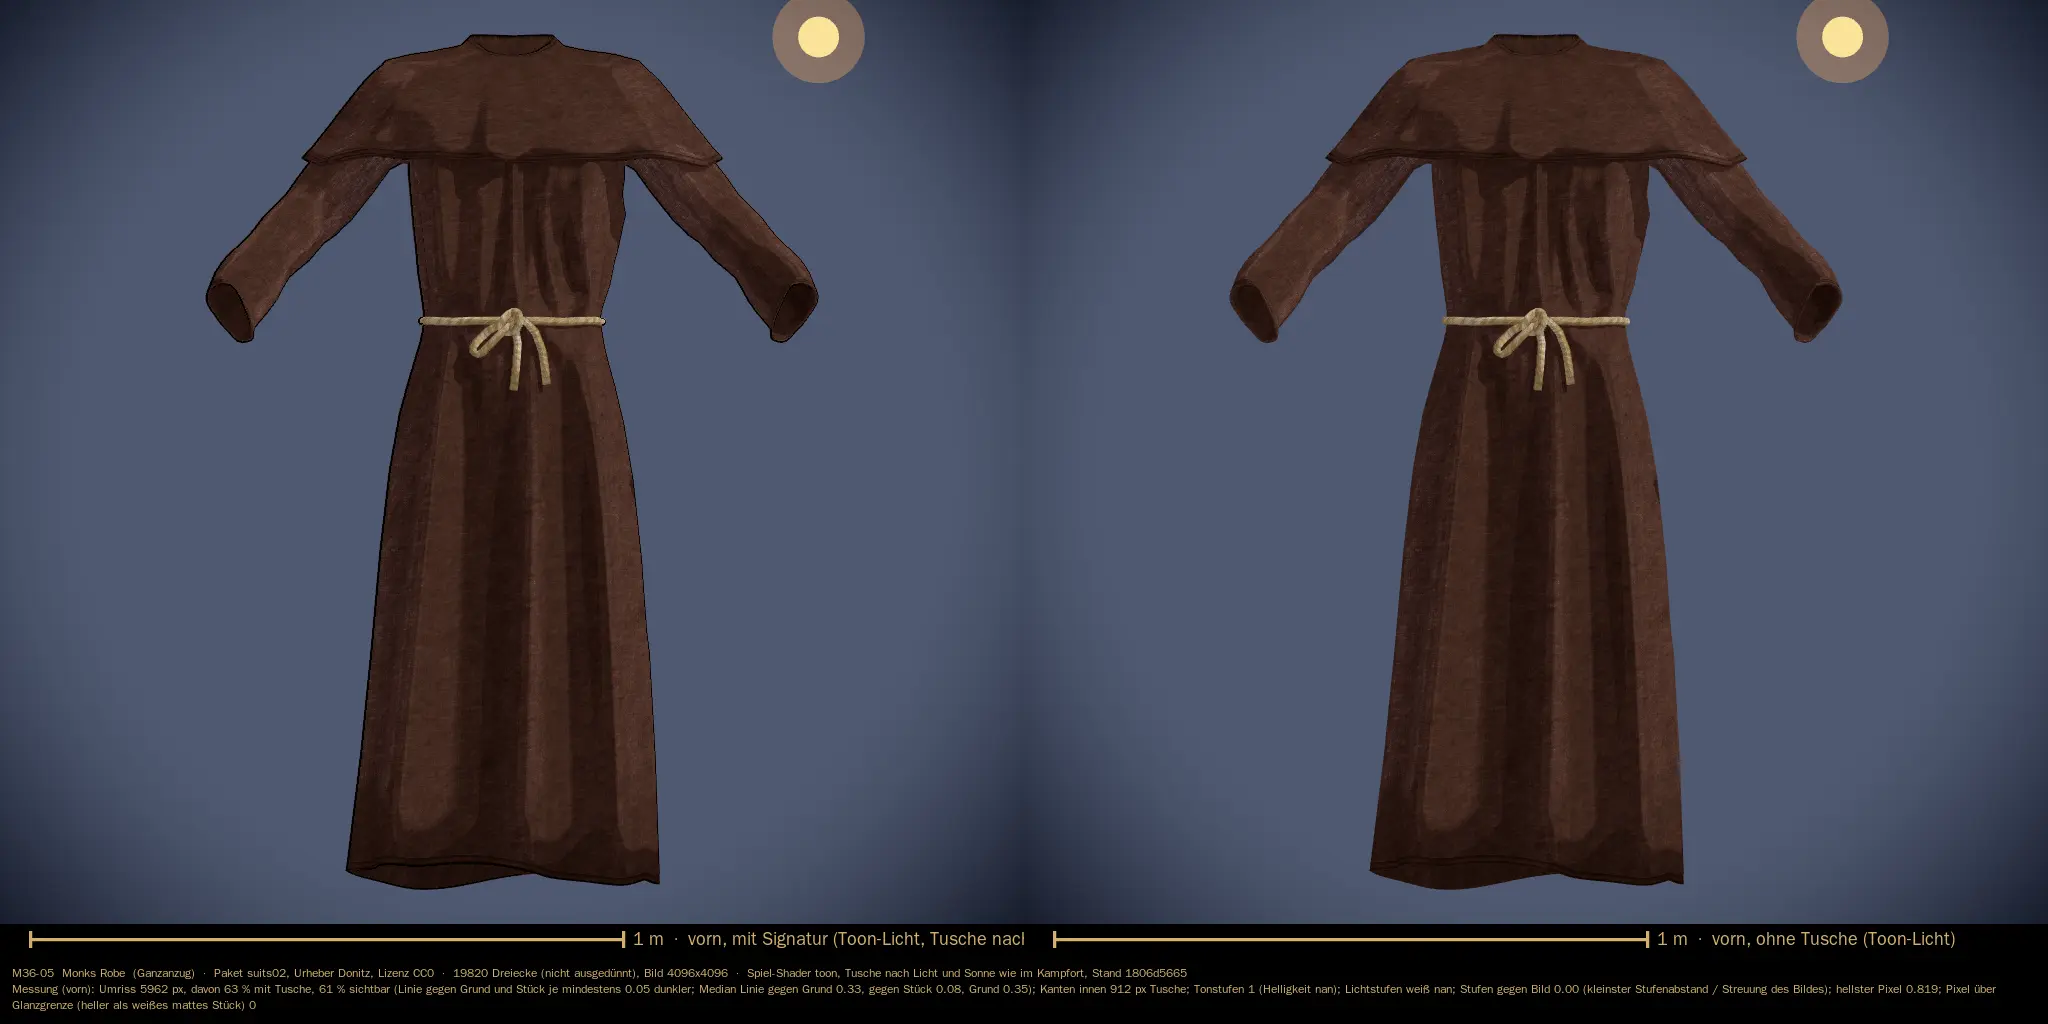 1 m · vorn, mit Signatur (Toon-Licht, Tusche nacl
1 m · vorn, ohne Tusche (Toon-Licht)
M36-05 Monks Robe (Ganzanzug) · Paket suits02, Urheber Donitz, Lizenz CC0 · 19820 Dreiecke (nicht ausgedünnt), Bild 4096x4096 · Spiel-Shader toon, Tusche nach Licht und Sonne wie im Kampfort, Stand 1806d5665
Messung (vorn): Umriss 5962 px, davon 63 % mit Tusche, 61 % sichtbar (Linie gegen Grund und Stück je mindestens 0.05 dunkler; Median Linie gegen Grund 0.33, gegen Stück 0.08, Grund 0.35); Kanten innen 912 px Tusche; Tonstufen 1 (Helligkeit nan); Lichtstufen weiß nan; Stufen gegen Bild 0.00 (kleinster Stufenabstand / Streuung des Bildes); hellster Pixel 0.819; Pixel über
Glanzgrenze (heller als weißes mattes Stück) 0